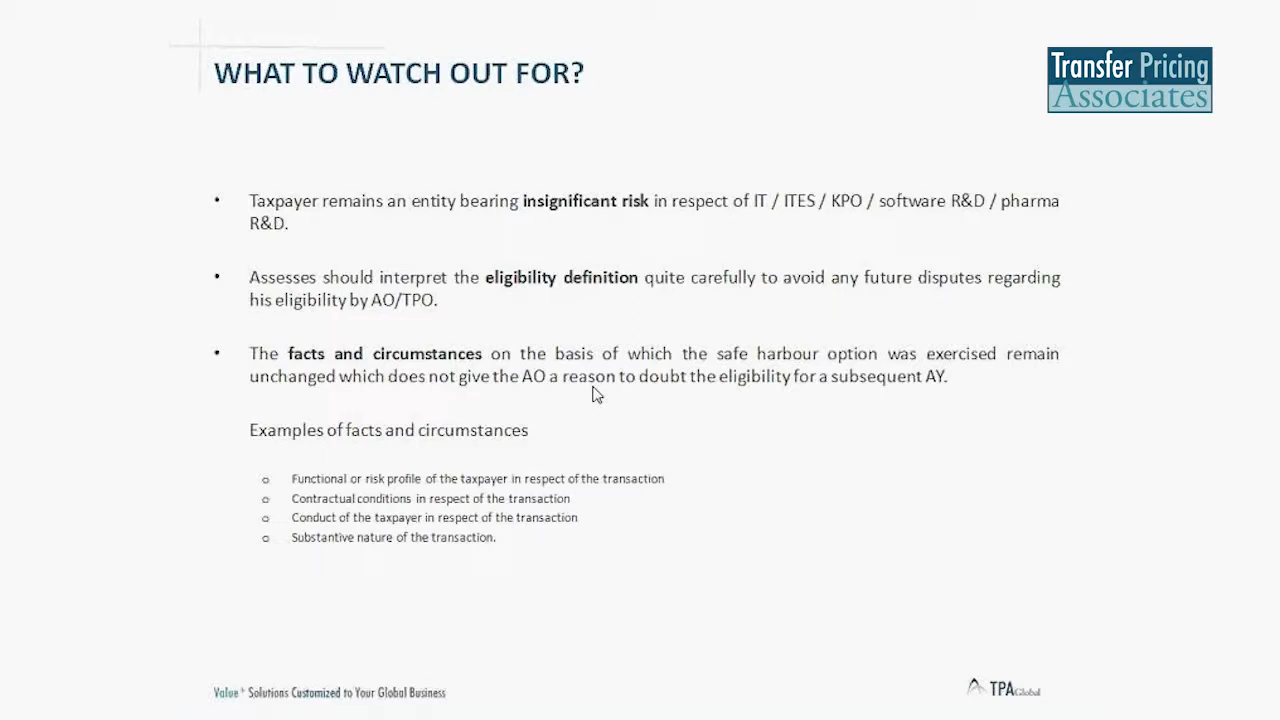 WHAT TO WATCH OUT FOR?
Transfer Pricing
Associates
• Taxpayer remains an entity bearing insignificant risk in respect of IT / ITES / KPO / software R&D / pharma
R&D.
• Assesses should interpret the eligibility definition quite carefully to avoid any future disputes regarding
his eligibility by AO/TPO.
• The facts and circumstances on the basis of which the safe harbour option was exercised remain
unchanged which does not give the AO a reason to doubt the eligibility for a subsequent AY.
Examples of facts and circumstances
o Functional or risk profile of the taxpayer in respect of the transaction
o Contractual conditions in respect of the transaction
o Conduct of the taxpayer in respect of the transaction
o Substantive nature of the transaction.
Value+ Solutions Customized to Your Global Business
TPA Global